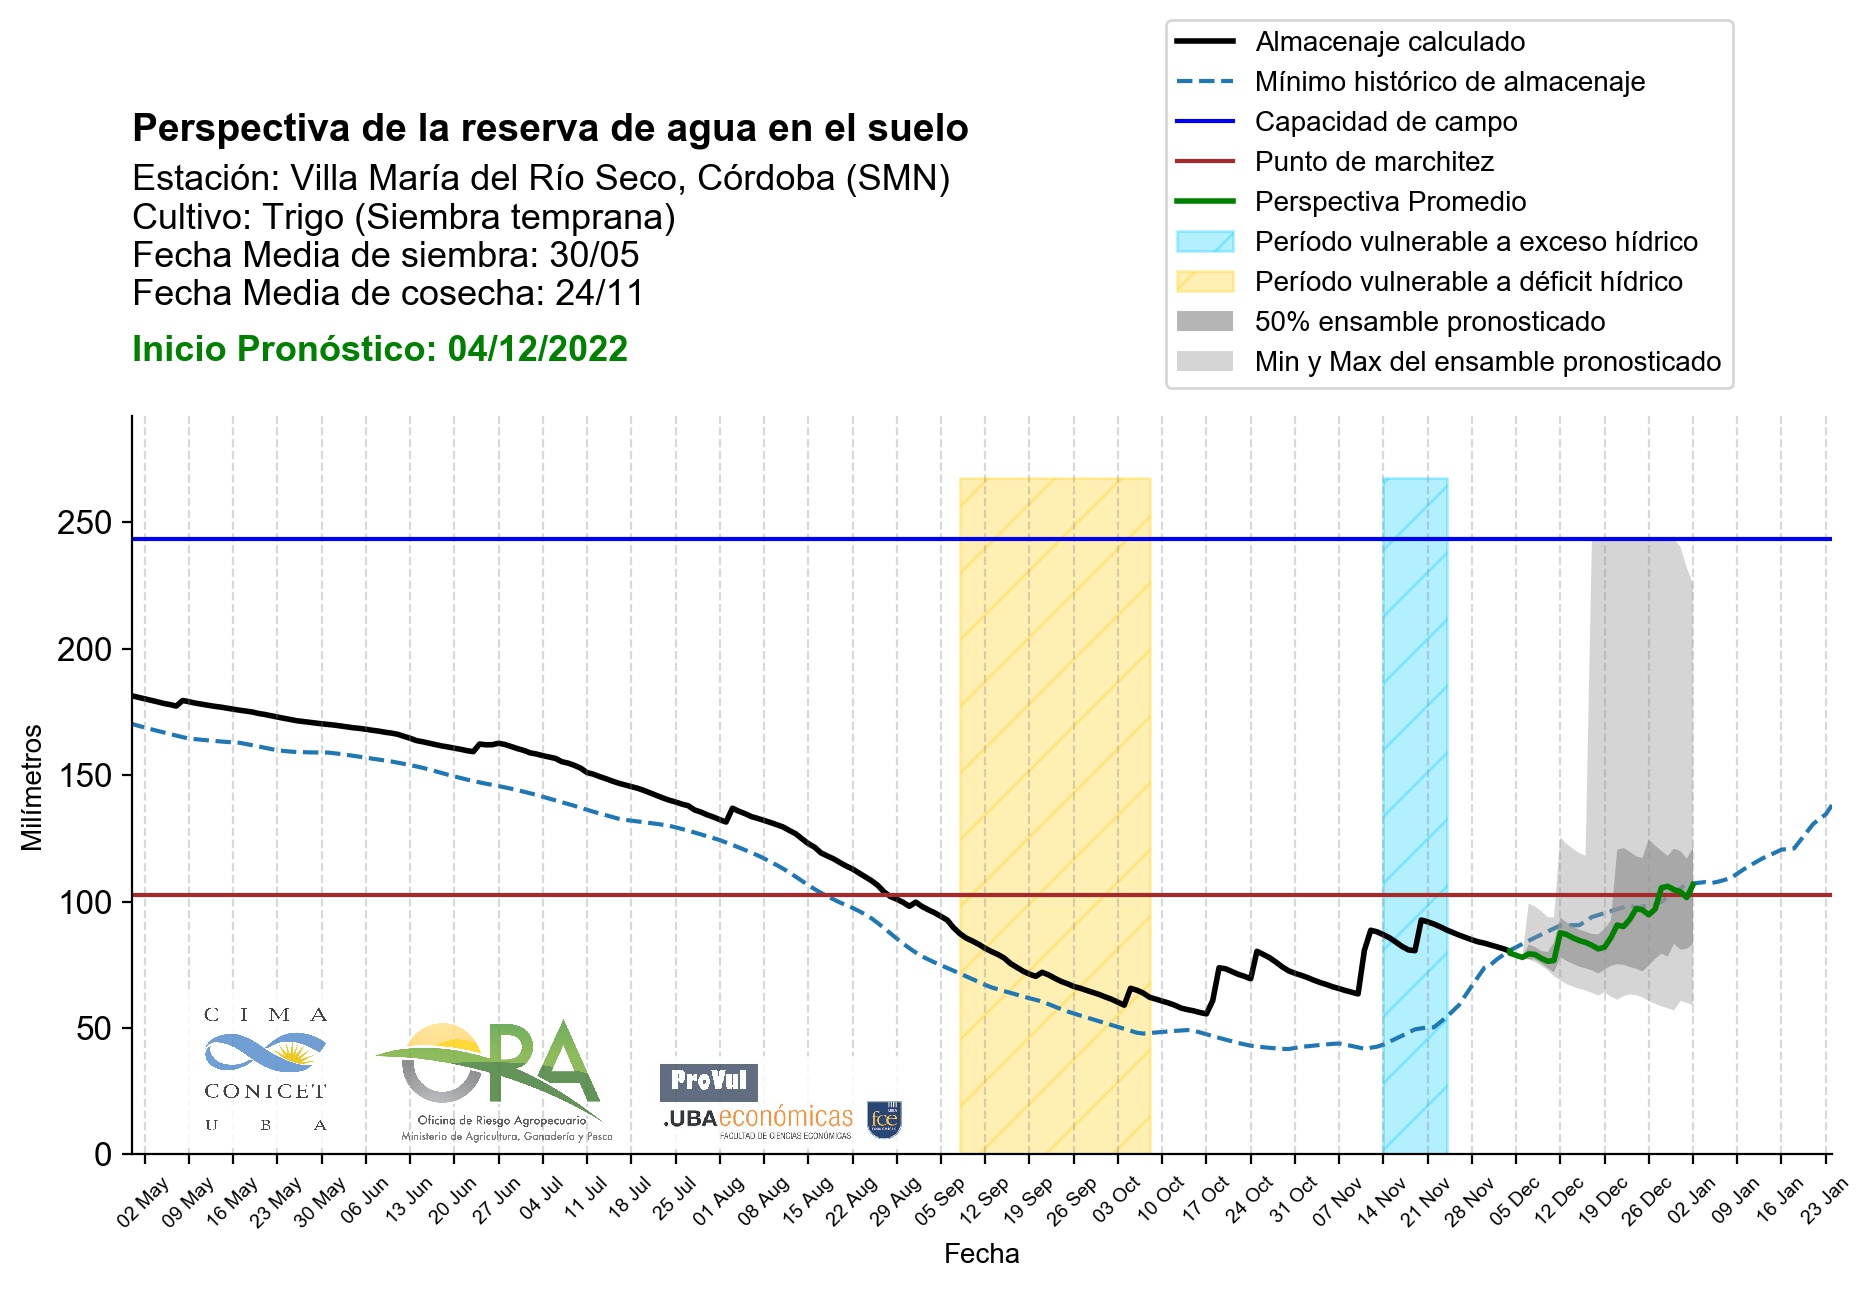 Almacenaje calculado
Mínimo histórico de almacenaje
Capacidad de campo
Punto de marchitez
Perspectiva Promedio
Período vulnerable a exceso hídrico
Período vulnerable a déficit hídrico
50% ensamble pronosticado
Min y Max del ensamble pronosticado
Perspectiva de la reserva de agua en el suelo
Estación: Villa María del Río Seco, Córdoba (SMN)
Cultivo: Trigo (Siembra temprana)
Fecha Media de siembra: 30/05
Fecha Media de cosecha: 24/11
Inicio Pronóstico: 04/12/2022
Milímetros
250
200
150
100
50
0
CIMA
CONICET
UBA
ORA
Oficina de Riesgo Agropecuario
Ministerio de Agricultura, Ganadería y Pesca
ProVul
.UBAeconómicas
FACULTAD DE CIENCIAS ECONÓMICAS
fce
02 May
09 May
16 May
23 May
30 May
06 Jun
13 Jun
20 Jun
27 Jun
04 Jul
11 Jul
18 Jul
25 Jul
01 Aug
08 Aug
15 Aug
22 Aug
29 Aug
05 Sep
12 Sep
19 Sep
26 Sep
03 Oct
10 Oct
17 Oct
24 Oct
31 Oct
07 Nov
14 Nov
21 Nov
28 Nov
05 Dec
12 Dec
19 Dec
26 Dec
02 Jan
09 Jan
16 Jan
23 Jan
Fecha